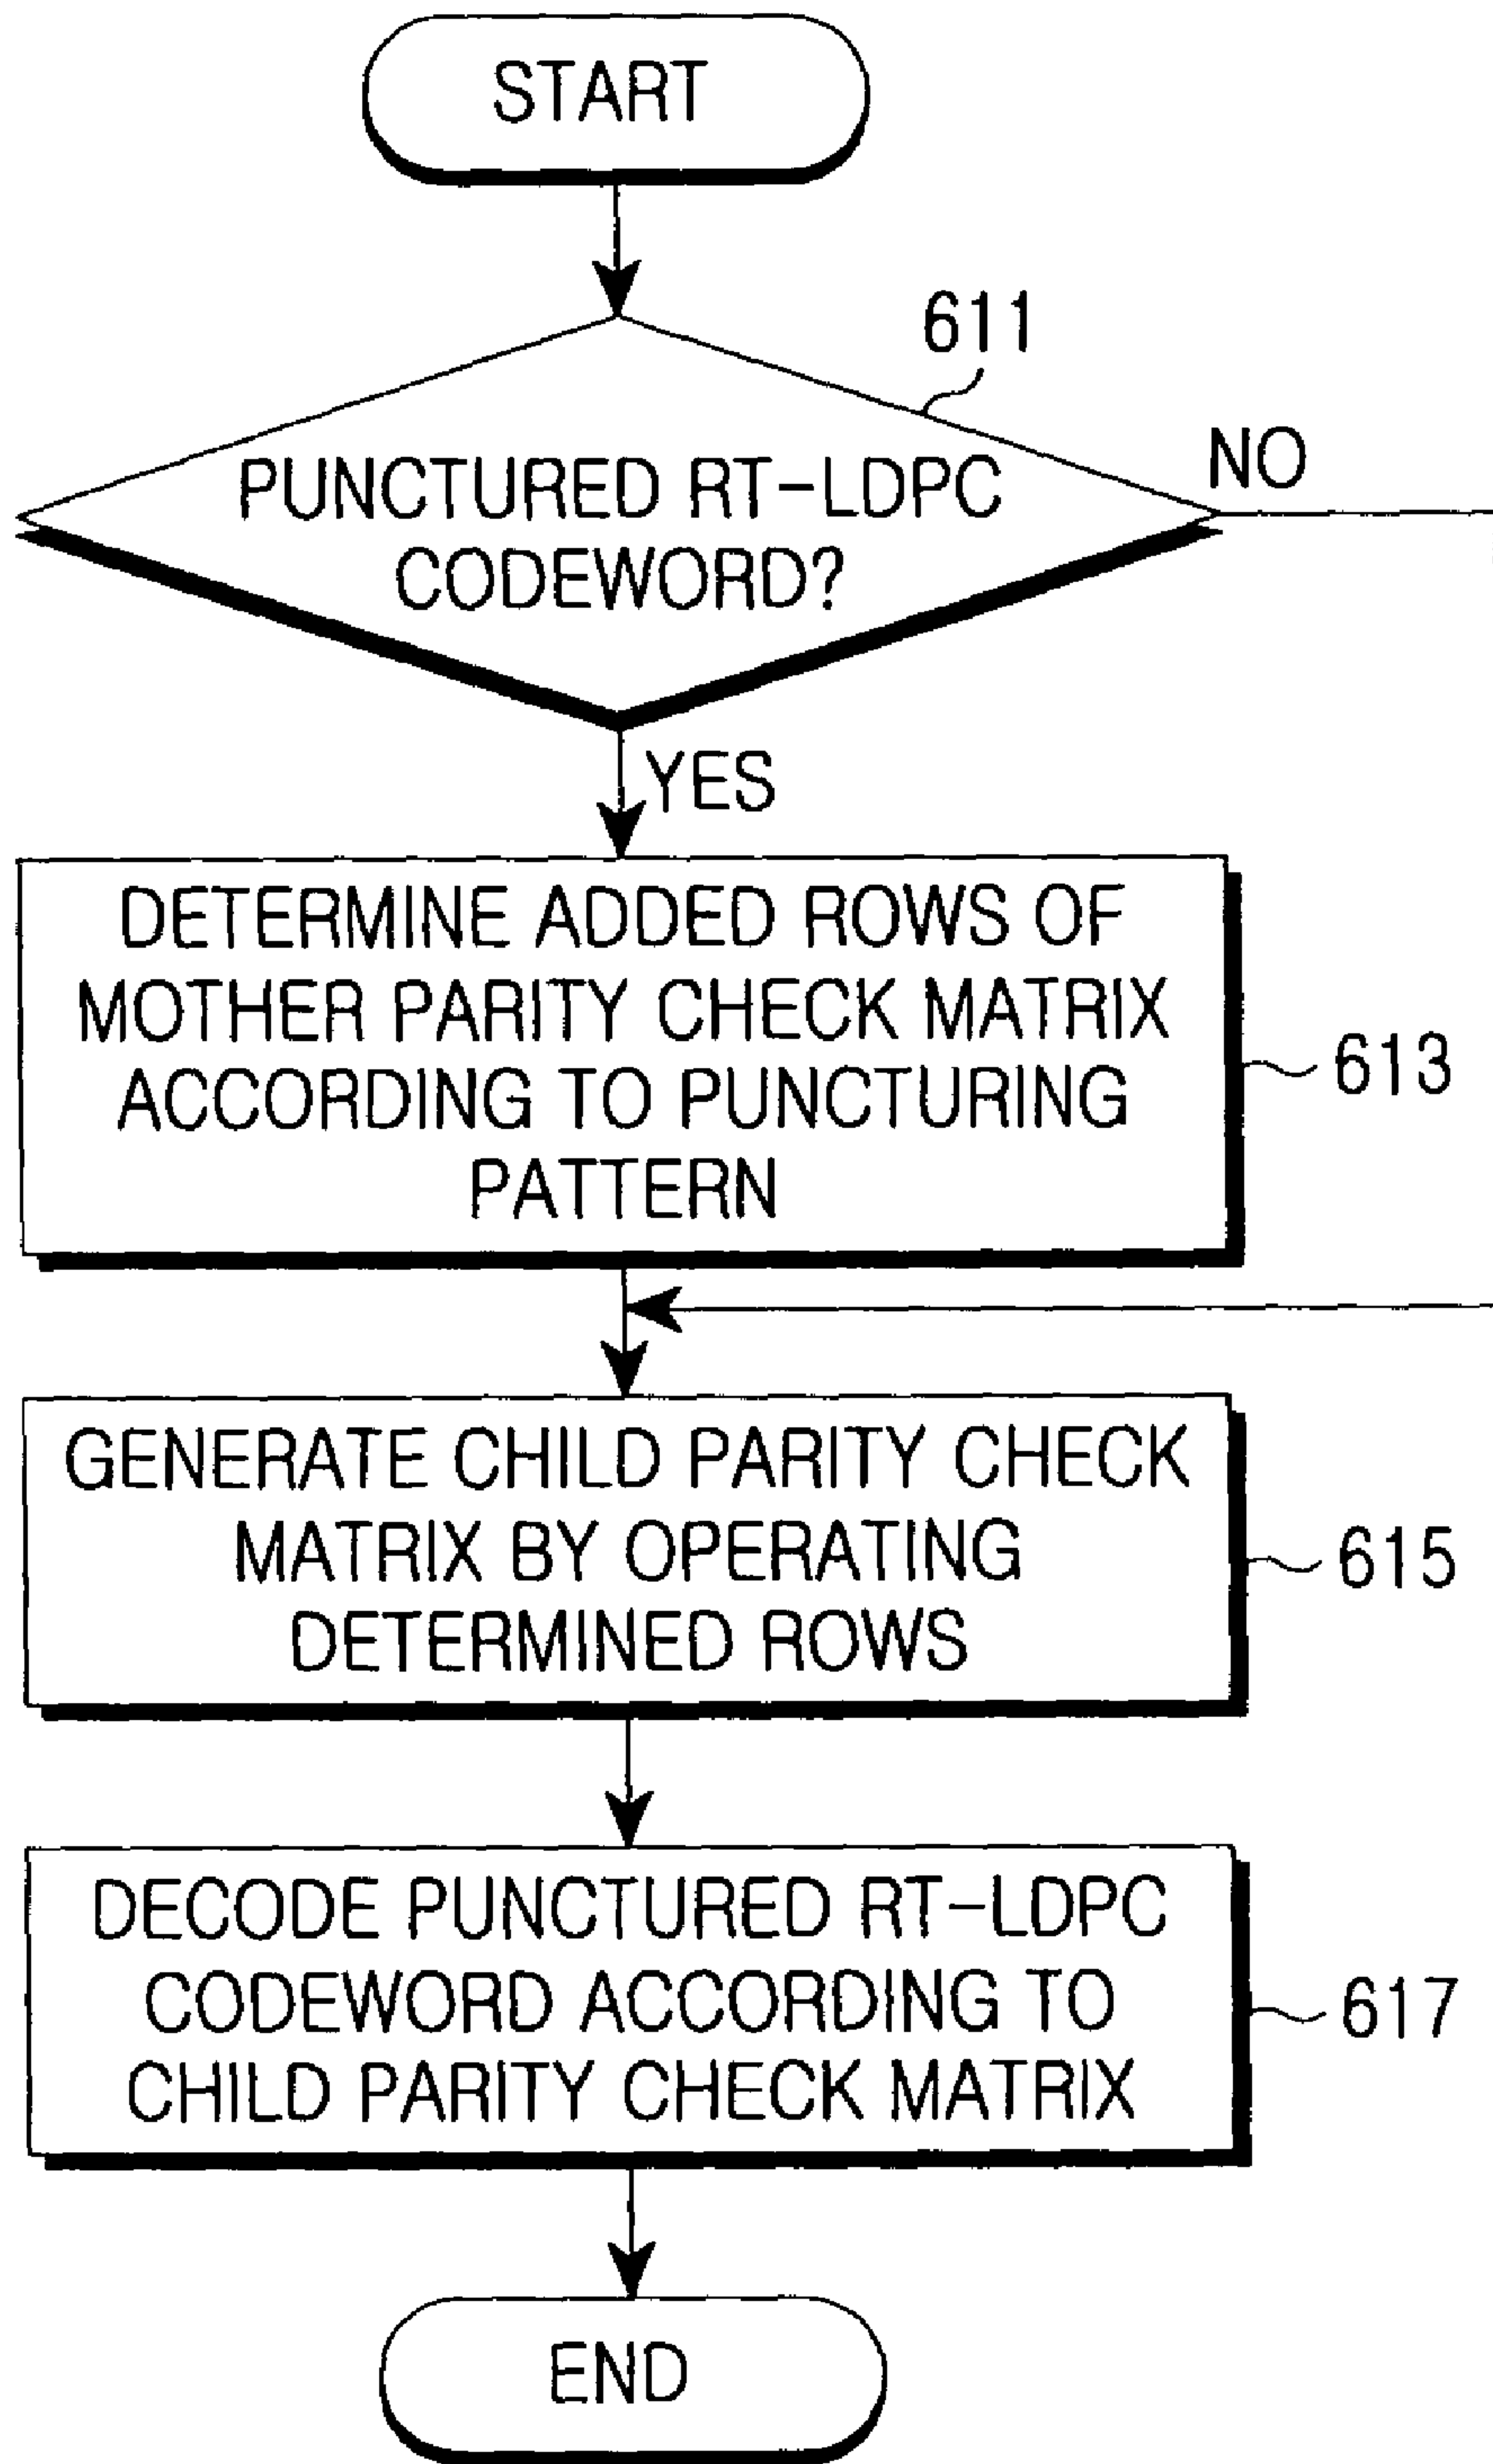 START
611
NO
PUNCTURED RT-LDPC
CODEWORD?
YES
DETERMINE ADDED ROWS OF
MOTHER PARITY CHECK MATRIX
ACCORDING TO PUNCTURING
PATTERN
613
GENERATE CHILD PARITY CHECK
MATRIX BY OPERATING
DETERMINED ROWS
615
DECODE PUNCTURED RT-LDPC
CODEWORD ACCORDING TO
CHILD PARITY CHECK MATRIX
617
END